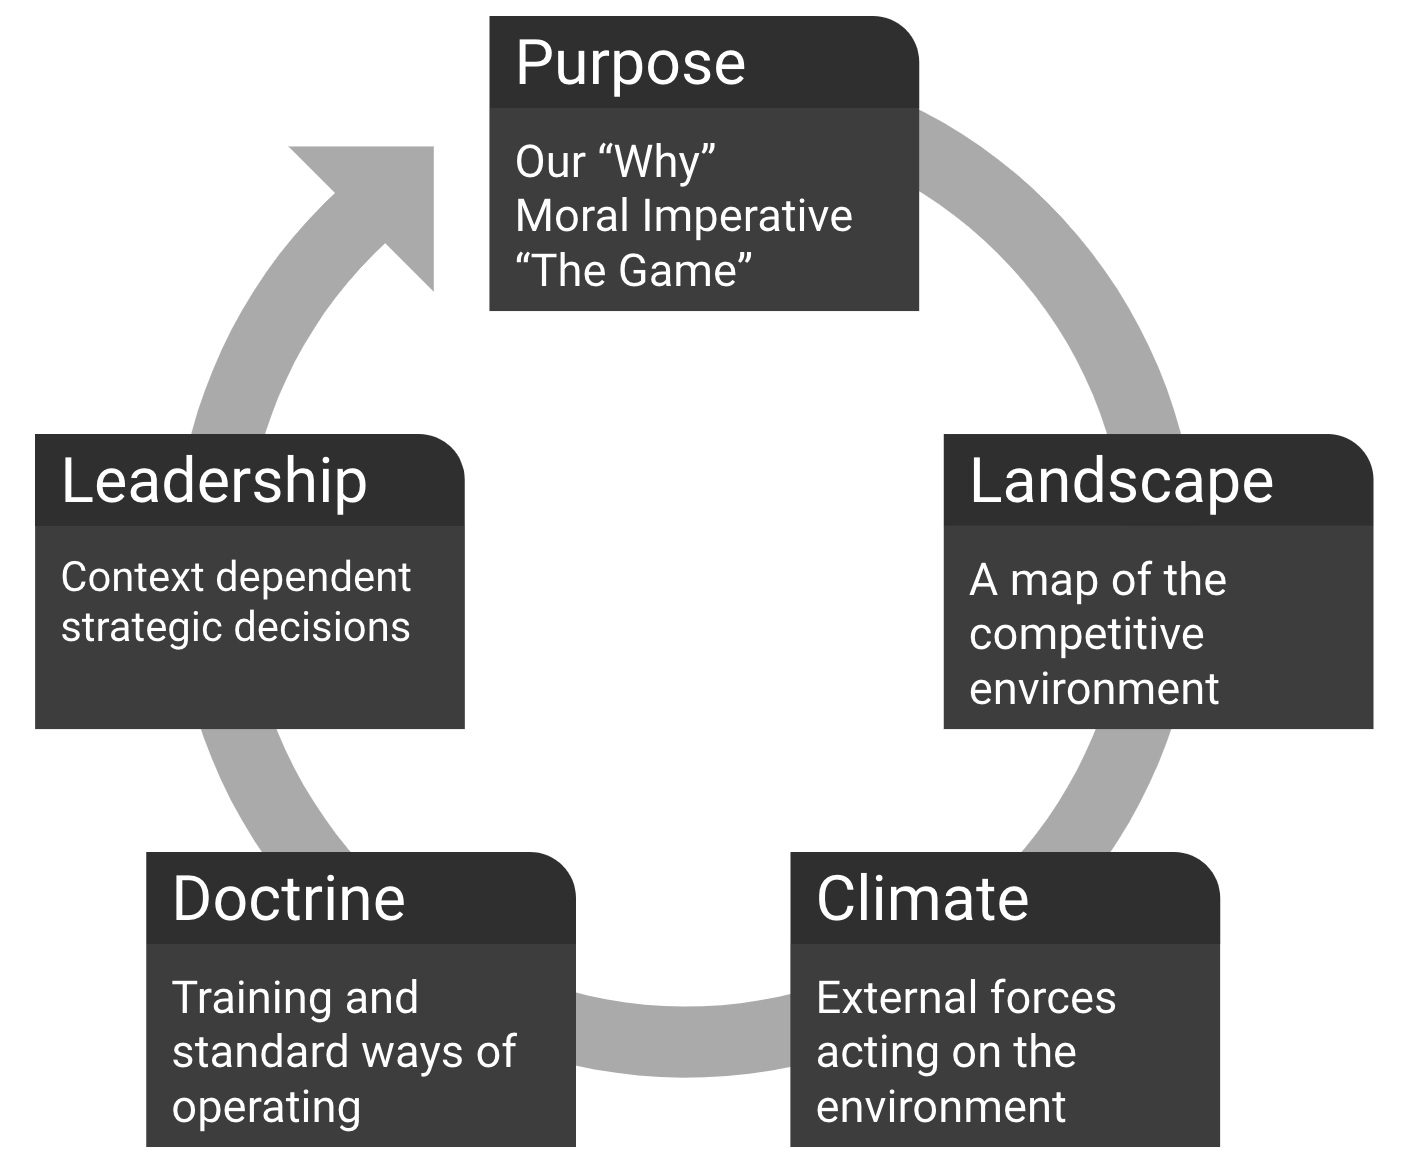 Purpose
Our “Why”
Moral Imperative
“The Game”
Landscape
A map of the
competitive
environment
Climate
External forces
acting on the
environment
Doctrine
Training and
standard ways of
operating
Leadership
Context dependent
strategic decisions